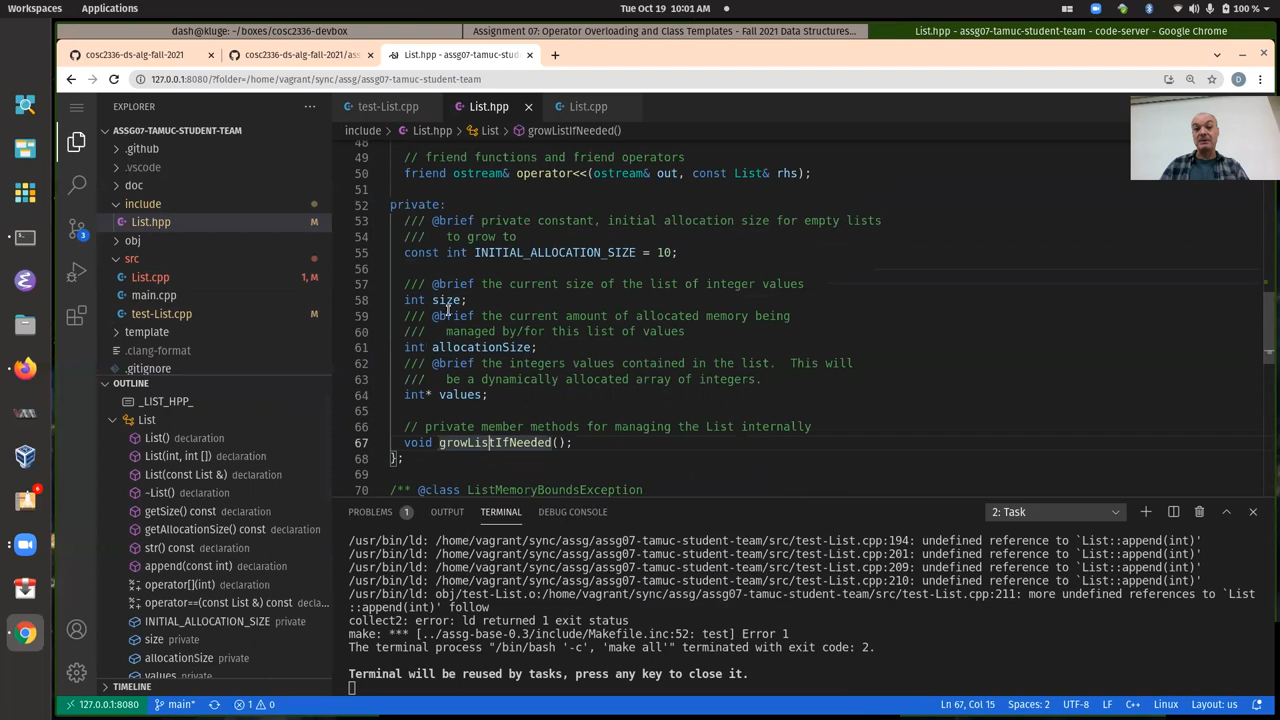 Workspaces Applications Tue Oct 19 10:01 AM 100 %
dash@kluge: ~/boxes/cosc2336-devbox Assignment 07: Operator Overloading and Class Templates - Fall 2021 Data Structures... List.hpp - assg07-tamuc-student-team - code-server - Google Chrome
cosc2336-ds-alg-fall-2021 cosc2336-ds-alg-fall-2021/ass List.hpp - assg07-tamuc-stud
127.0.0.1:8080/?folder=/home/vagrant/sync/assg/assg07-tamuc-student-team D
EXPLORER
ASSG07-TAMUC-STUDENT-TEAM
.github
.vscode
doc
include
List.hpp M
obj
src
List.cpp 1, M
main.cpp
test-List.cpp M
template
.clang-format
.gitignore
OUTLINE
_LIST_HPP_
List
List() declaration
List(int, int []) declaration
List(const List &) declaration
~List() declaration
getSize() const declaration
getAllocationSize() const declaration
str() const declaration
append(const int) declaration
operator[](int) declaration
operator==(const List &) const decla...
INITIAL_ALLOCATION_SIZE private
size private
allocationSize private
values private
TIMELINE
test-List.cpp List.hpp List.cpp
include > List.hpp > List > growListIfNeeded()
48
49 // friend functions and friend operators
50 friend ostream& operator<<(ostream& out, const List& rhs);
51
52 private:
53 /// @brief private constant, initial allocation size for empty lists
54 /// to grow to
55 const int INITIAL_ALLOCATION_SIZE = 10;
56
57 /// @brief the current size of the list of integer values
58 int size;
59 /// @brief the current amount of allocated memory being
60 /// managed by/for this list of values
61 int allocationSize;
62 /// @brief the integers values contained in the list.  This will
63 /// be a dynamically allocated array of integers.
64 int* values;
65
66 // private member methods for managing the List internally
67 void growListIfNeeded();
68 };
69
70 /** @class ListMemoryBoundsException
PROBLEMS 1 OUTPUT TERMINAL DEBUG CONSOLE 2: Task
/usr/bin/ld: /home/vagrant/sync/assg/assg07-tamuc-student-team/src/test-List.cpp:194: undefined reference to `List::append(int)'
/usr/bin/ld: /home/vagrant/sync/assg/assg07-tamuc-student-team/src/test-List.cpp:201: undefined reference to `List::append(int)'
/usr/bin/ld: /home/vagrant/sync/assg/assg07-tamuc-student-team/src/test-List.cpp:209: undefined reference to `List::append(int)'
/usr/bin/ld: /home/vagrant/sync/assg/assg07-tamuc-student-team/src/test-List.cpp:210: undefined reference to `List::append(int)'
/usr/bin/ld: obj/test-List.o:/home/vagrant/sync/assg/assg07-tamuc-student-team/src/test-List.cpp:211: more undefined references to `List
::append(int)' follow
collect2: error: ld returned 1 exit status
make: *** [../assg-base-0.3/include/Makefile.inc:52: test] Error 1
The terminal process "/bin/bash '-c', 'make all'" terminated with exit code: 2.
Terminal will be reused by tasks, press any key to close it.
3
6
127.0.0.1:8080 main* 1 0 Ln 67, Col 15 Spaces: 2 UTF-8 LF C++ Linux Layout: us